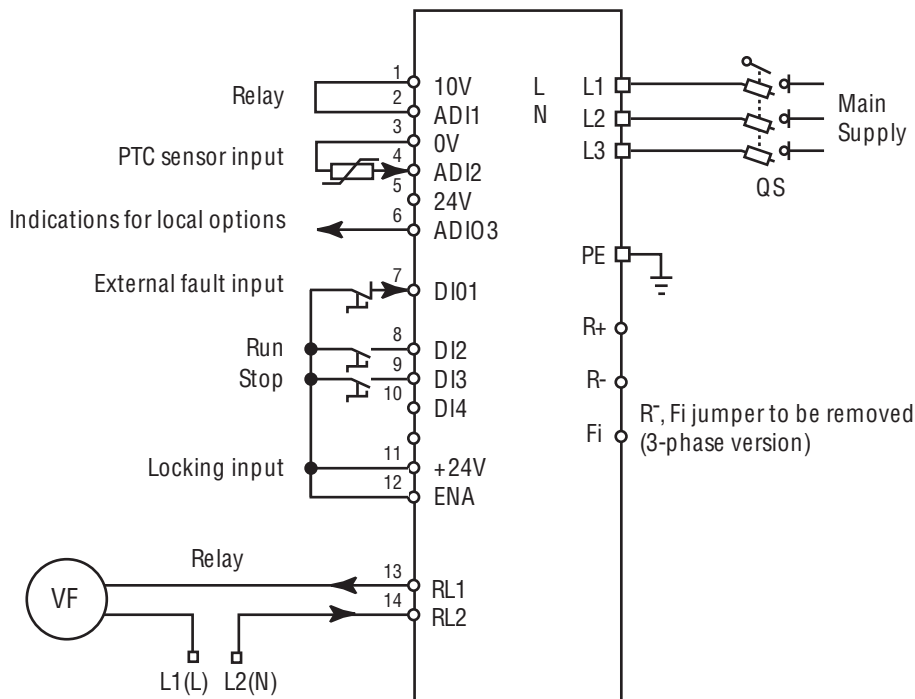 1
10V
Relay
2
ADI1
3
0V
PTC sensor input
4
ADI2
5
24V
Indications for local options
6
ADIO3
External fault input
7
DIO1
Run
8
DI2
Stop
9
DI3
10
DI4
Locking input
11
+24V
12
ENA
Relay
13
RL1
VF
14
RL2
L1(L) L2(N)
L L1
N L2
L3
Main
Supply
QS
PE
R+
R-
Fi
R-, Fi jumper to be removed
(3-phase version)